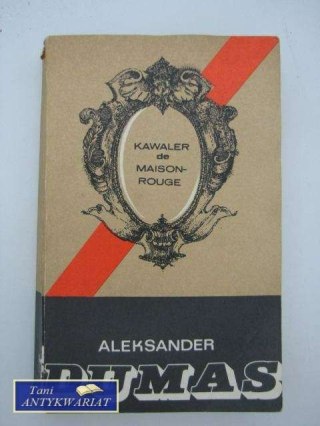 KAWALER
de
MAISON-
ROUGE
ALEKSANDER
DUMAS
Tani
ANTYKWARIAT